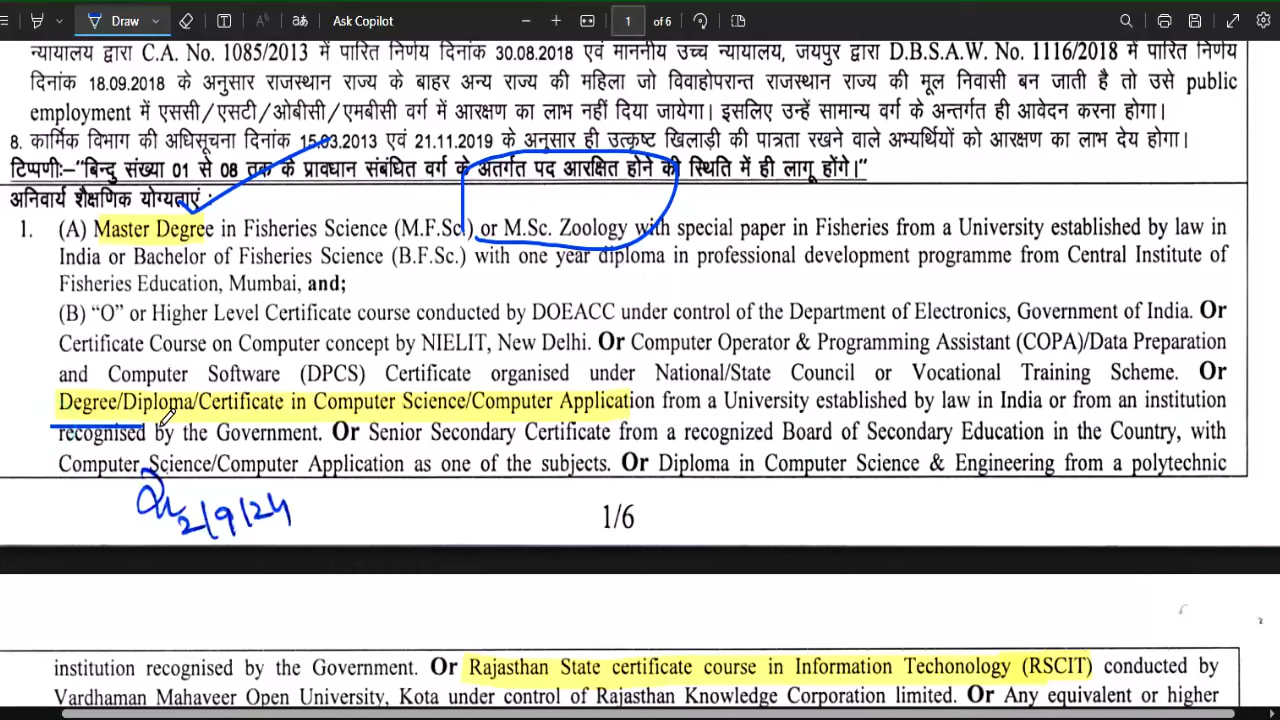 Draw
Ask Copilot
1
of 6
न्यायालय द्वारा C.A. No. 1085/2013 में पारित निर्णय दिनांक 30.08.2018 एवं माननीय उच्च न्यायालय, जयपुर द्वारा D.B.S.A.W. No. 1116/2018 में पारित निर्णय
दिनांक 18.09.2018 के अनुसार राजस्थान राज्य के बाहर अन्य राज्य की महिला जो विवाहोपरान्त राजस्थान राज्य की मूल निवासी बन जाती है तो उसे public
employment में एससी/एसटी/ओबीसी/एमबीसी वर्ग में आरक्षण का लाभ नहीं दिया जायेगा। इसलिए उन्हें सामान्य वर्ग के अन्तर्गत ही आवेदन करना होगा।
8. कार्मिक विभाग की अधिसूचना दिनांक 15.03.2013 एवं 21.11.2019 के अनुसार ही उत्कृष्ट खिलाड़ी की पात्रता रखने वाले अभ्यर्थियों को आरक्षण का लाभ देय होगा।
टिप्पणी:-"बिन्दु संख्या 01 से 08 तक के प्रावधान संबंधित वर्ग के अंतर्गत पद आरक्षित होने की स्थिति में ही लागू होंगे।"
अनिवार्य शैक्षणिक योग्यताएं :
1. (A) Master Degree in Fisheries Science (M.F.Sc.) or M.Sc. Zoology with special paper in Fisheries from a University established by law in
India or Bachelor of Fisheries Science (B.F.Sc.) with one year diploma in professional development programme from Central Institute of
Fisheries Education, Mumbai, and;
(B) “O” or Higher Level Certificate course conducted by DOEACC under control of the Department of Electronics, Government of India. Or
Certificate Course on Computer concept by NIELIT, New Delhi. Or Computer Operator & Programming Assistant (COPA)/Data Preparation
and Computer Software (DPCS) Certificate organised under National/State Council or Vocational Training Scheme. Or
Degree/Diploma/Certificate in Computer Science/Computer Application from a University established by law in India or from an institution
recognised by the Government. Or Senior Secondary Certificate from a recognized Board of Secondary Education in the Country, with
Computer Science/Computer Application as one of the subjects. Or Diploma in Computer Science & Engineering from a polytechnic
2/9/24
1/6
institution recognised by the Government. Or Rajasthan State certificate course in Information Techonology (RSCIT) conducted by
Vardhaman Mahaveer Open University, Kota under control of Rajasthan Knowledge Corporation limited. Or Any equivalent or higher